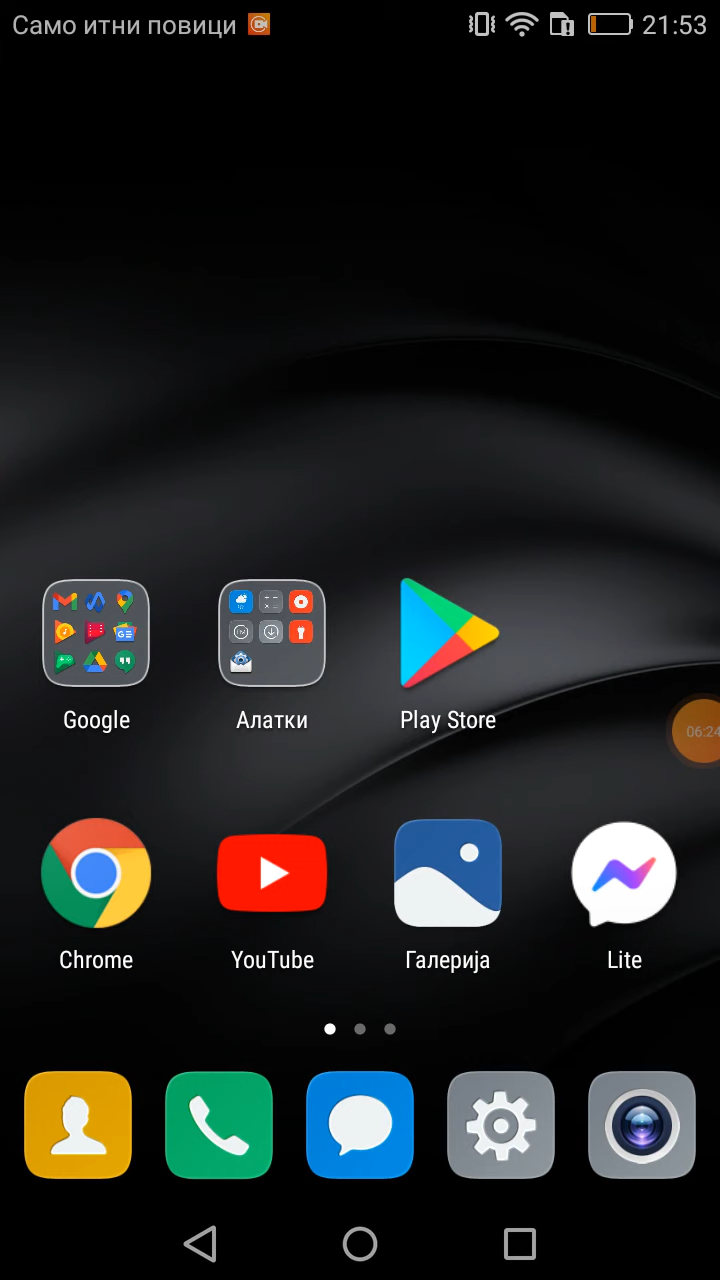 Само итни повици
21:53
Google
Алатки
Play Store
06:24
Chrome
YouTube
Галерија
Lite